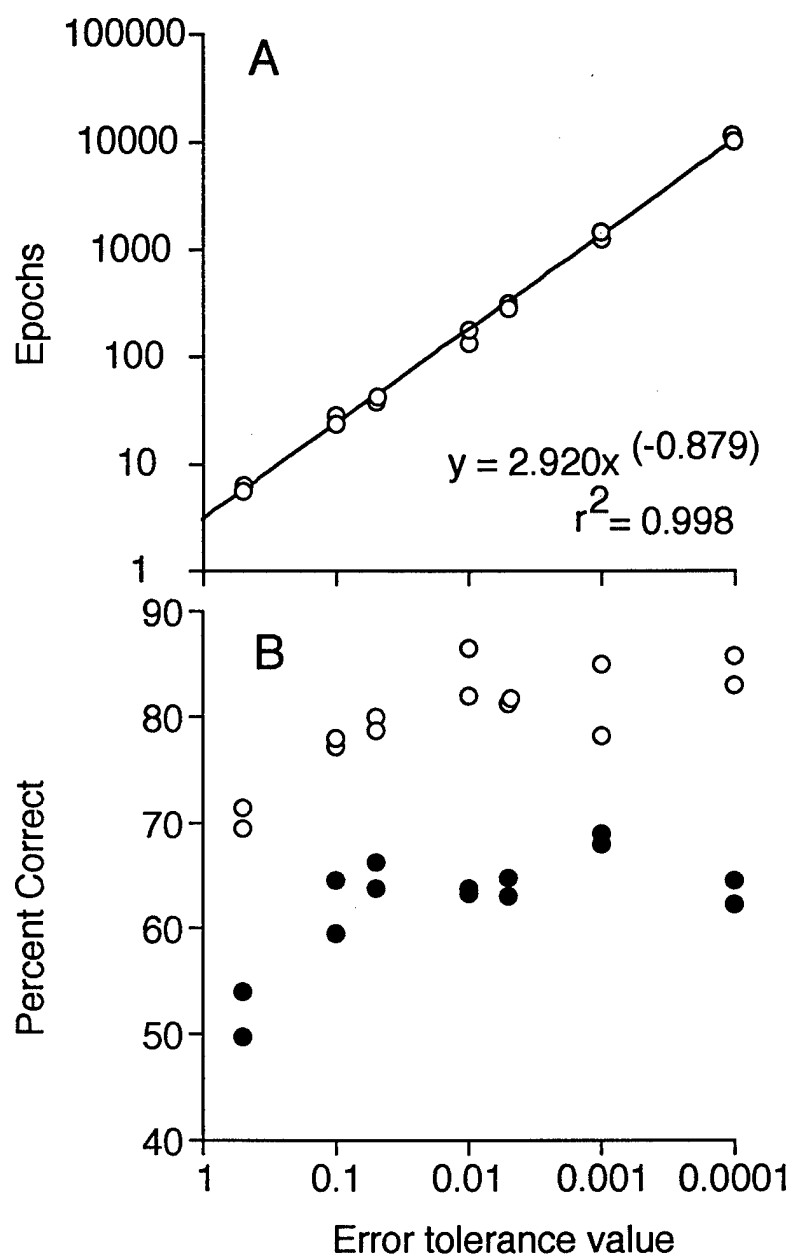 A
100000
10000
1000
100
10
1
Epochs
y = 2.920x (-0.879)
r2 = 0.998
B
90
80
70
60
50
40
Percent Correct
1 0.1 0.01 0.001 0.0001
Error tolerance value